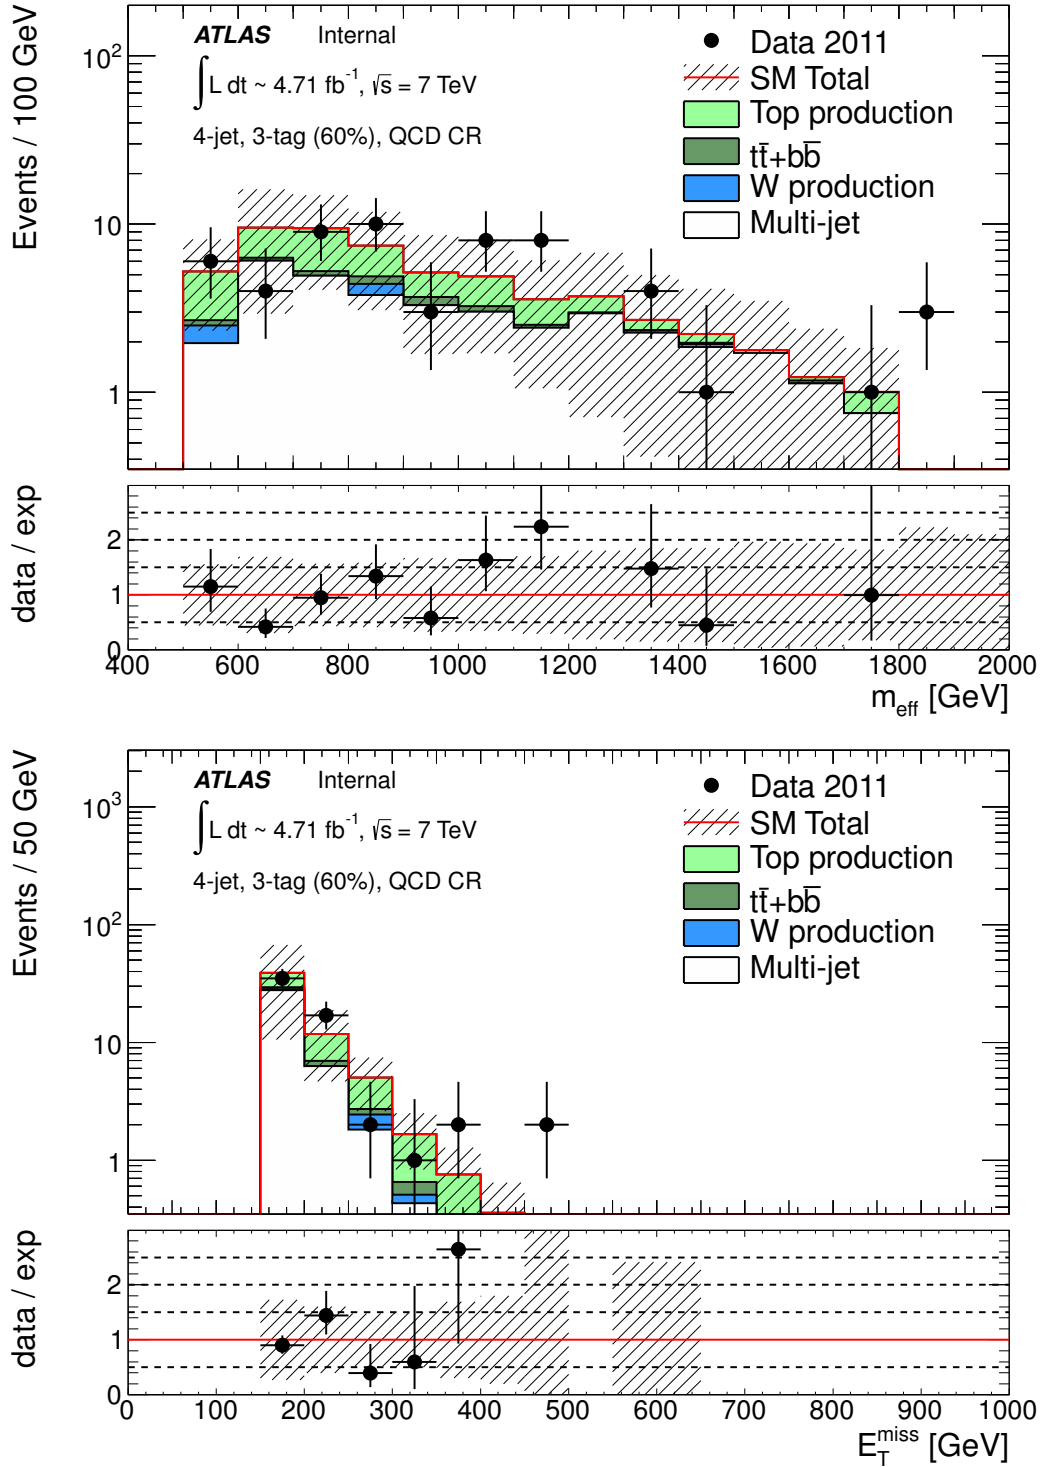 Events / 100 GeV
10²
10
1
ATLAS Internal
∫ L dt ~ 4.71 fb⁻¹, √s = 7 TeV
4-jet, 3-tag (60%), QCD CR
Data 2011
SM Total
Top production
tt̄+bb̄
W production
Multi-jet
data / exp
2
1
0
400 600 800 1000 1200 1400 1600 1800 2000
m_eff [GeV]
Events / 50 GeV
10³
10²
10
1
ATLAS Internal
∫ L dt ~ 4.71 fb⁻¹, √s = 7 TeV
4-jet, 3-tag (60%), QCD CR
Data 2011
SM Total
Top production
tt̄+bb̄
W production
Multi-jet
data / exp
2
1
0
0 100 200 300 400 500 600 700 800 900 1000
E_T^miss [GeV]